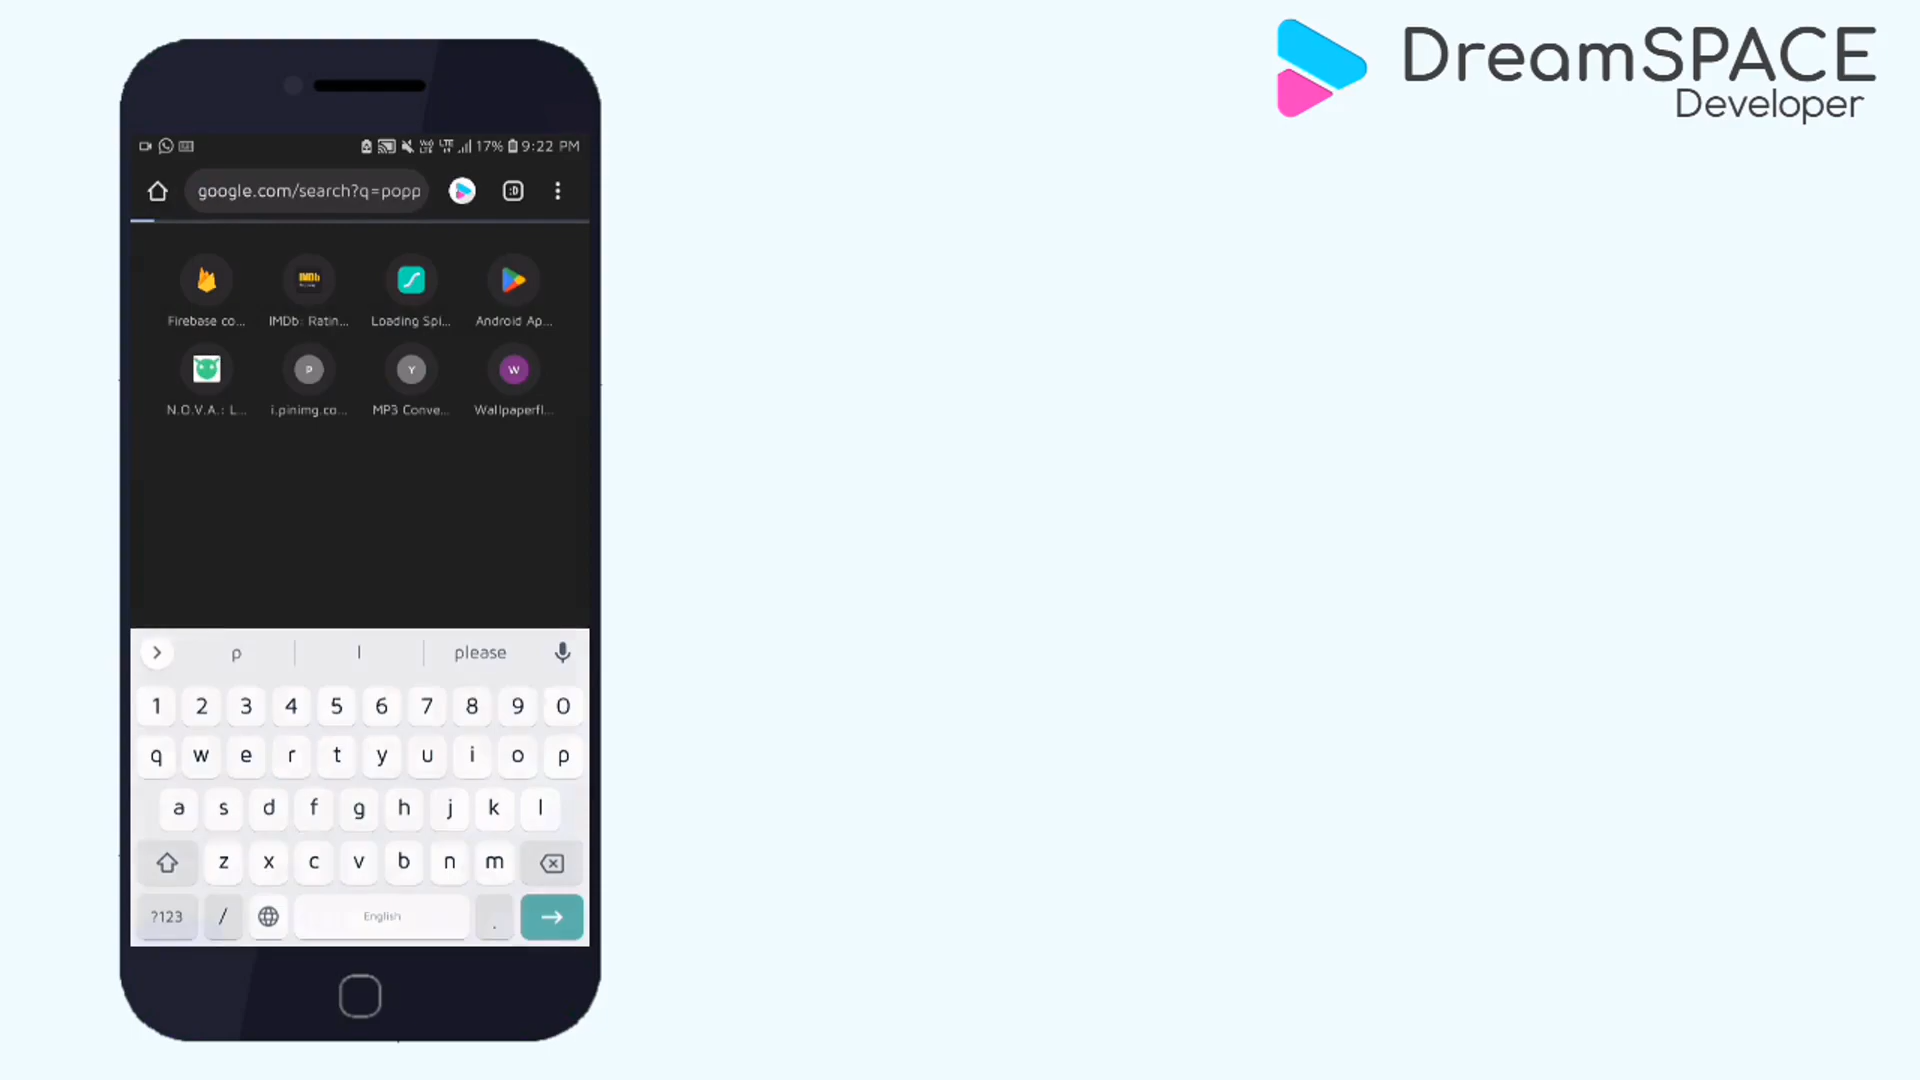 DreamSPACE
Developer
17% 9:22 PM
google.com/search?q=popp
:D
Firebase co... IMDb: Ratin... Loading Spi... Android Ap...
IMDb
P Y W
N.O.V.A.: L... i.pinimg.co... MP3 Conve... Wallpaperfl...
p l please
1 2 3 4 5 6 7 8 9 0
q w e r t y u i o p
a s d f g h j k l
z x c v b n m
?123 / English .